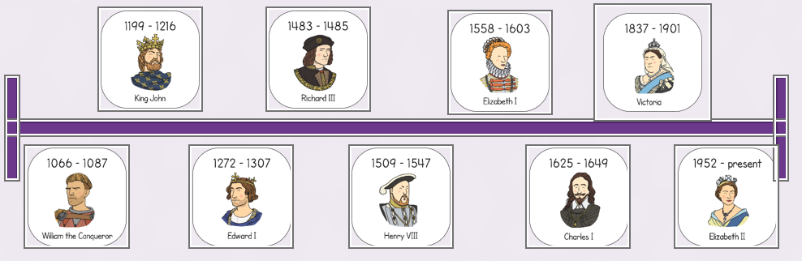 1199 - 1216
King John
1483 - 1485
Richard III
1558 - 1603
Elizabeth I
1837 - 1901
Victoria
1066 - 1087
William the Conqueror
1272 - 1307
Edward I
1509 - 1547
Henry VIII
1625 - 1649
Charles I
1952 - present
Elizabeth II